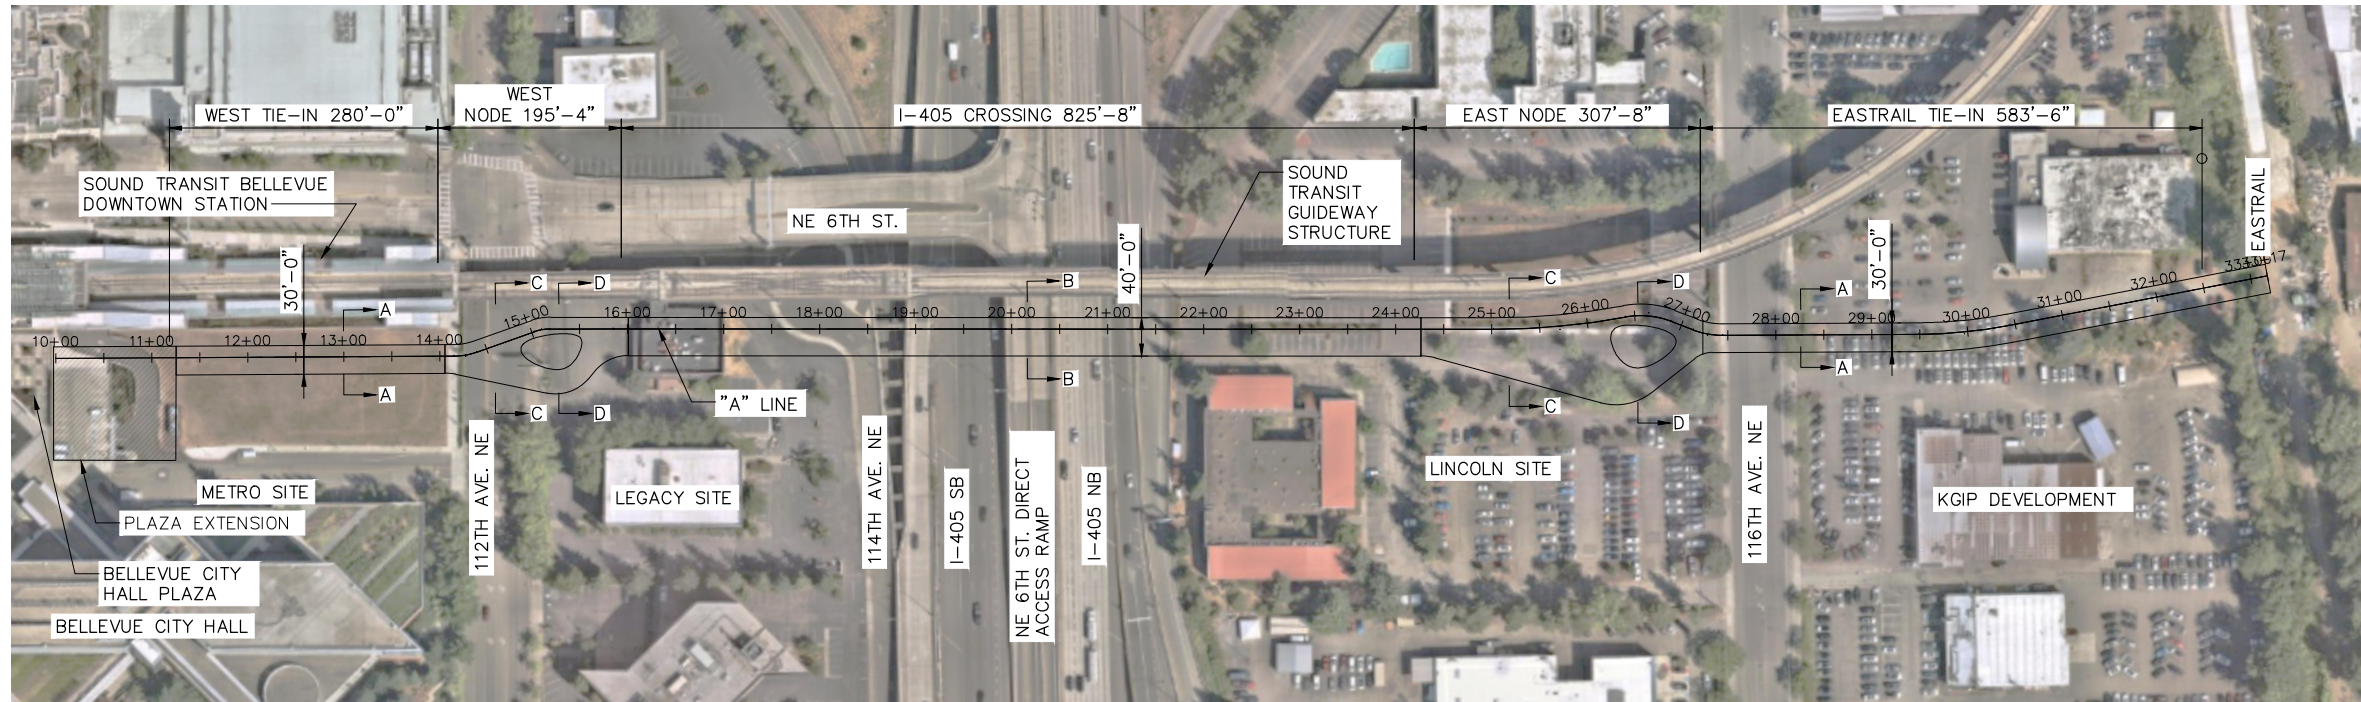 WEST TIE-IN 280'-0"
WEST
NODE 195'-4"
I-405 CROSSING 825'-8"
EAST NODE 307'-8"
EASTRAIL TIE-IN 583'-6"
SOUND TRANSIT BELLEVUE
DOWNTOWN STATION
NE 6TH ST.
SOUND
TRANSIT
GUIDEWAY
STRUCTURE
EASTRAIL
30'-0"
40'-0"
30'-0"
C
D
B
C
D
A
A
10+00
11+00
12+00
13+00
14+00
15+00
16+00
17+00
18+00
19+00
20+00
21+00
22+00
23+00
24+00
25+00
26+00
27+00
28+00
29+00
30+00
31+00
32+00
A
C
D
B
"A" LINE
C
D
A
112TH AVE. NE
114TH AVE. NE
I-405 SB
NE 6TH ST. DIRECT
ACCESS RAMP
I-405 NB
116TH AVE. NE
METRO SITE
PLAZA EXTENSION
LEGACY SITE
LINCOLN SITE
KGIP DEVELOPMENT
BELLEVUE CITY
HALL PLAZA
BELLEVUE CITY HALL